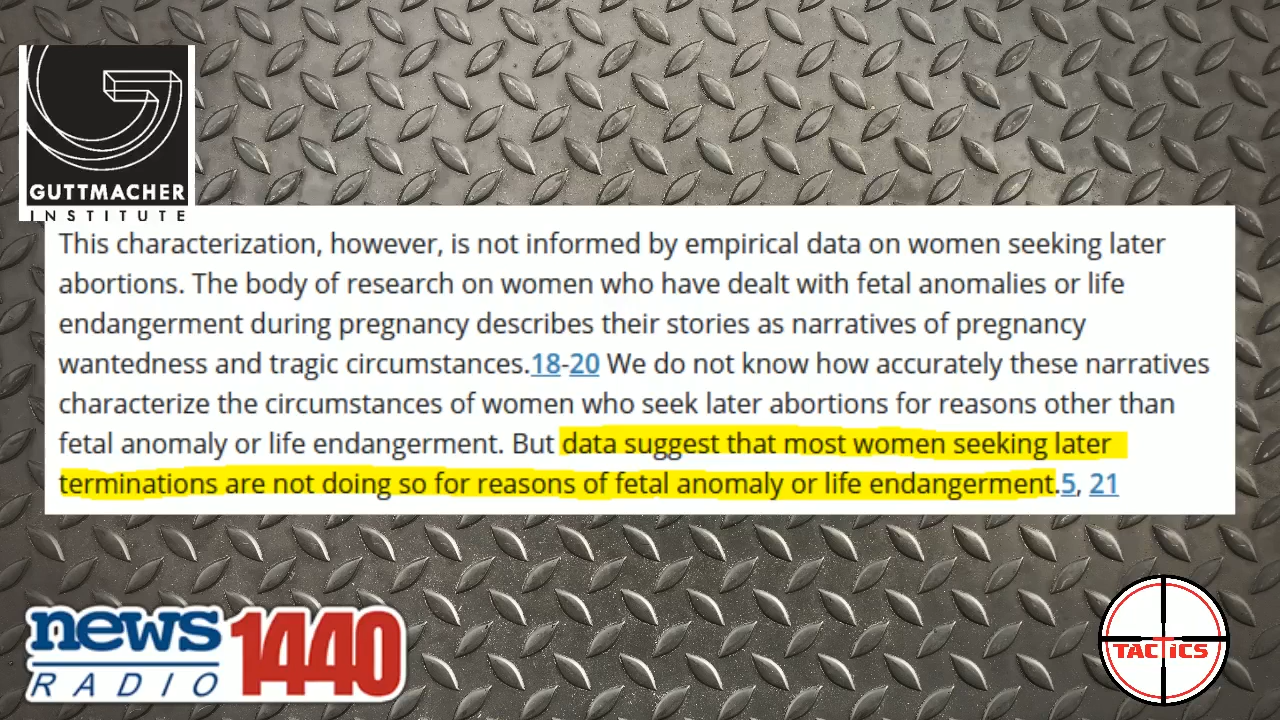 GUTTMACHER
INSTITUTE
This characterization, however, is not informed by empirical data on women seeking later
abortions. The body of research on women who have dealt with fetal anomalies or life
endangerment during pregnancy describes their stories as narratives of pregnancy
wantedness and tragic circumstances.18-20 We do not know how accurately these narratives
characterize the circumstances of women who seek later abortions for reasons other than
fetal anomaly or life endangerment. But data suggest that most women seeking later
terminations are not doing so for reasons of fetal anomaly or life endangerment.5, 21
news
RADIO
1440
TACTICS